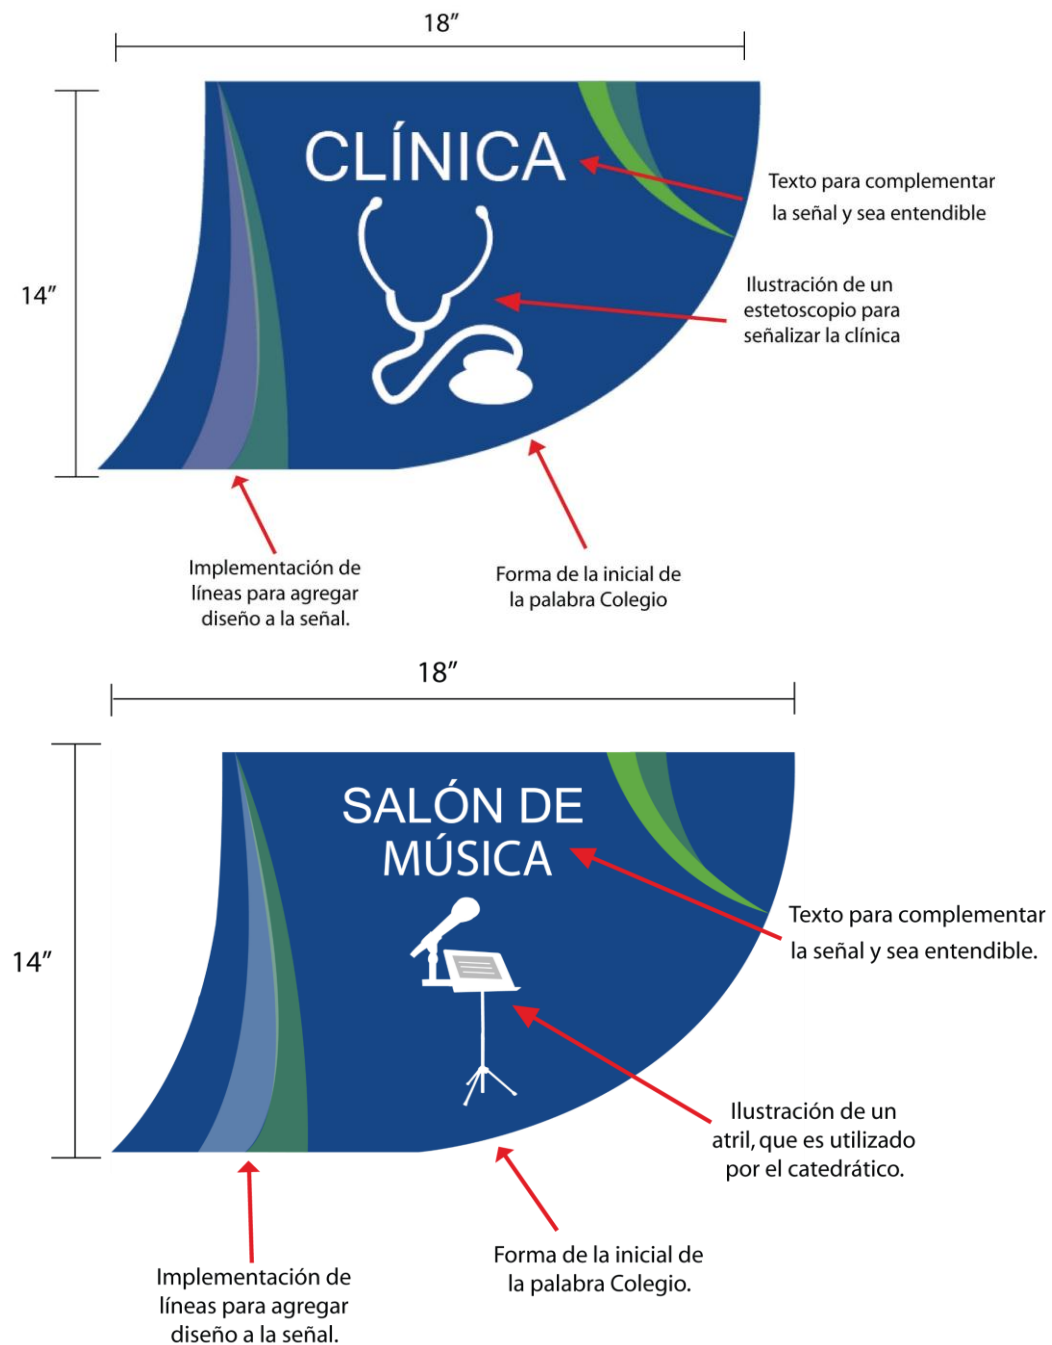 18”
14”
CLÍNICA
Texto para complementar
la señal y sea entendible
Ilustración de un
estetoscopio para
señalizar la clínica
Implementación de
líneas para agregar
diseño a la señal.
Forma de la inicial de
la palabra Colegio
18”
14”
SALÓN DE
MÚSICA
Texto para complementar
la señal y sea entendible.
Ilustración de un
atril, que es utilizado
por el catedrático.
Forma de la inicial de
la palabra Colegio.
Implementación de
líneas para agregar
diseño a la señal.